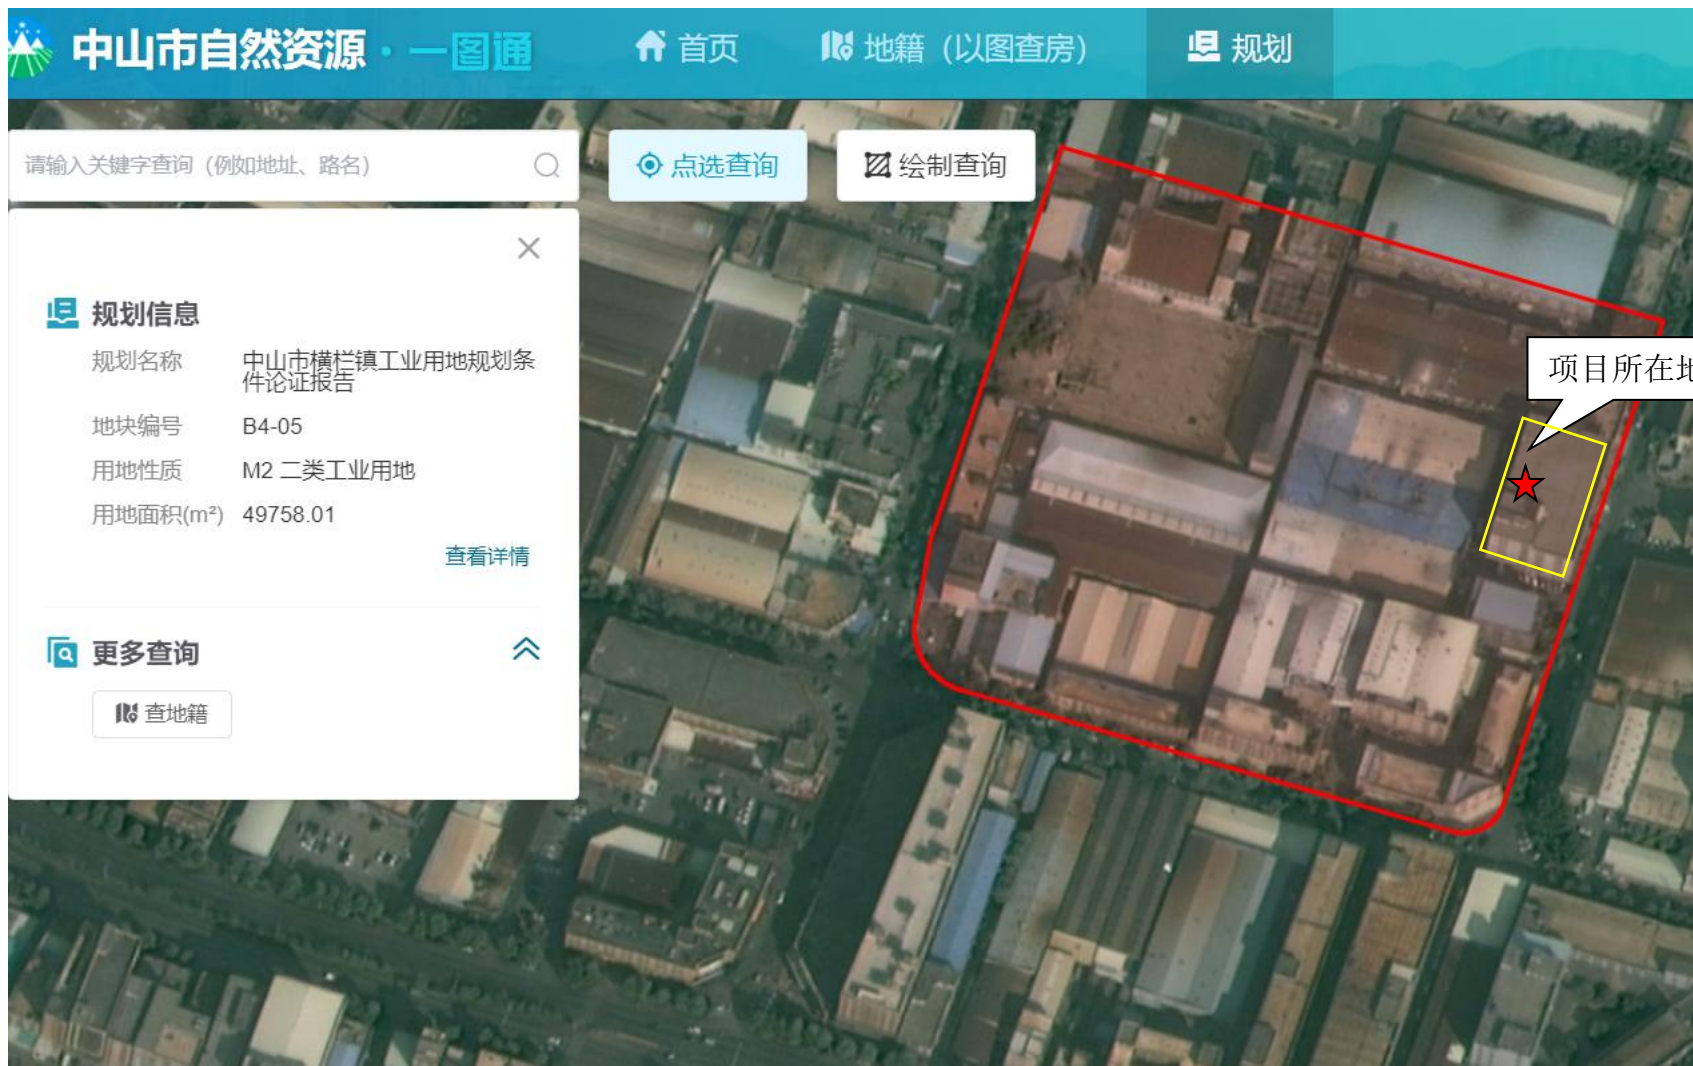 中山市自然资源·一图通
首页
地籍（以图查房）
规划
请输入关键字查询（例如地址、路名）
点选查询
绘制查询
规划信息
规划名称 中山市横栏镇工业用地规划条
件论证报告
地块编号 B4-05
用地性质 M2 二类工业用地
用地面积(m²) 49758.01
查看详情
更多查询
查地籍
项目所在地